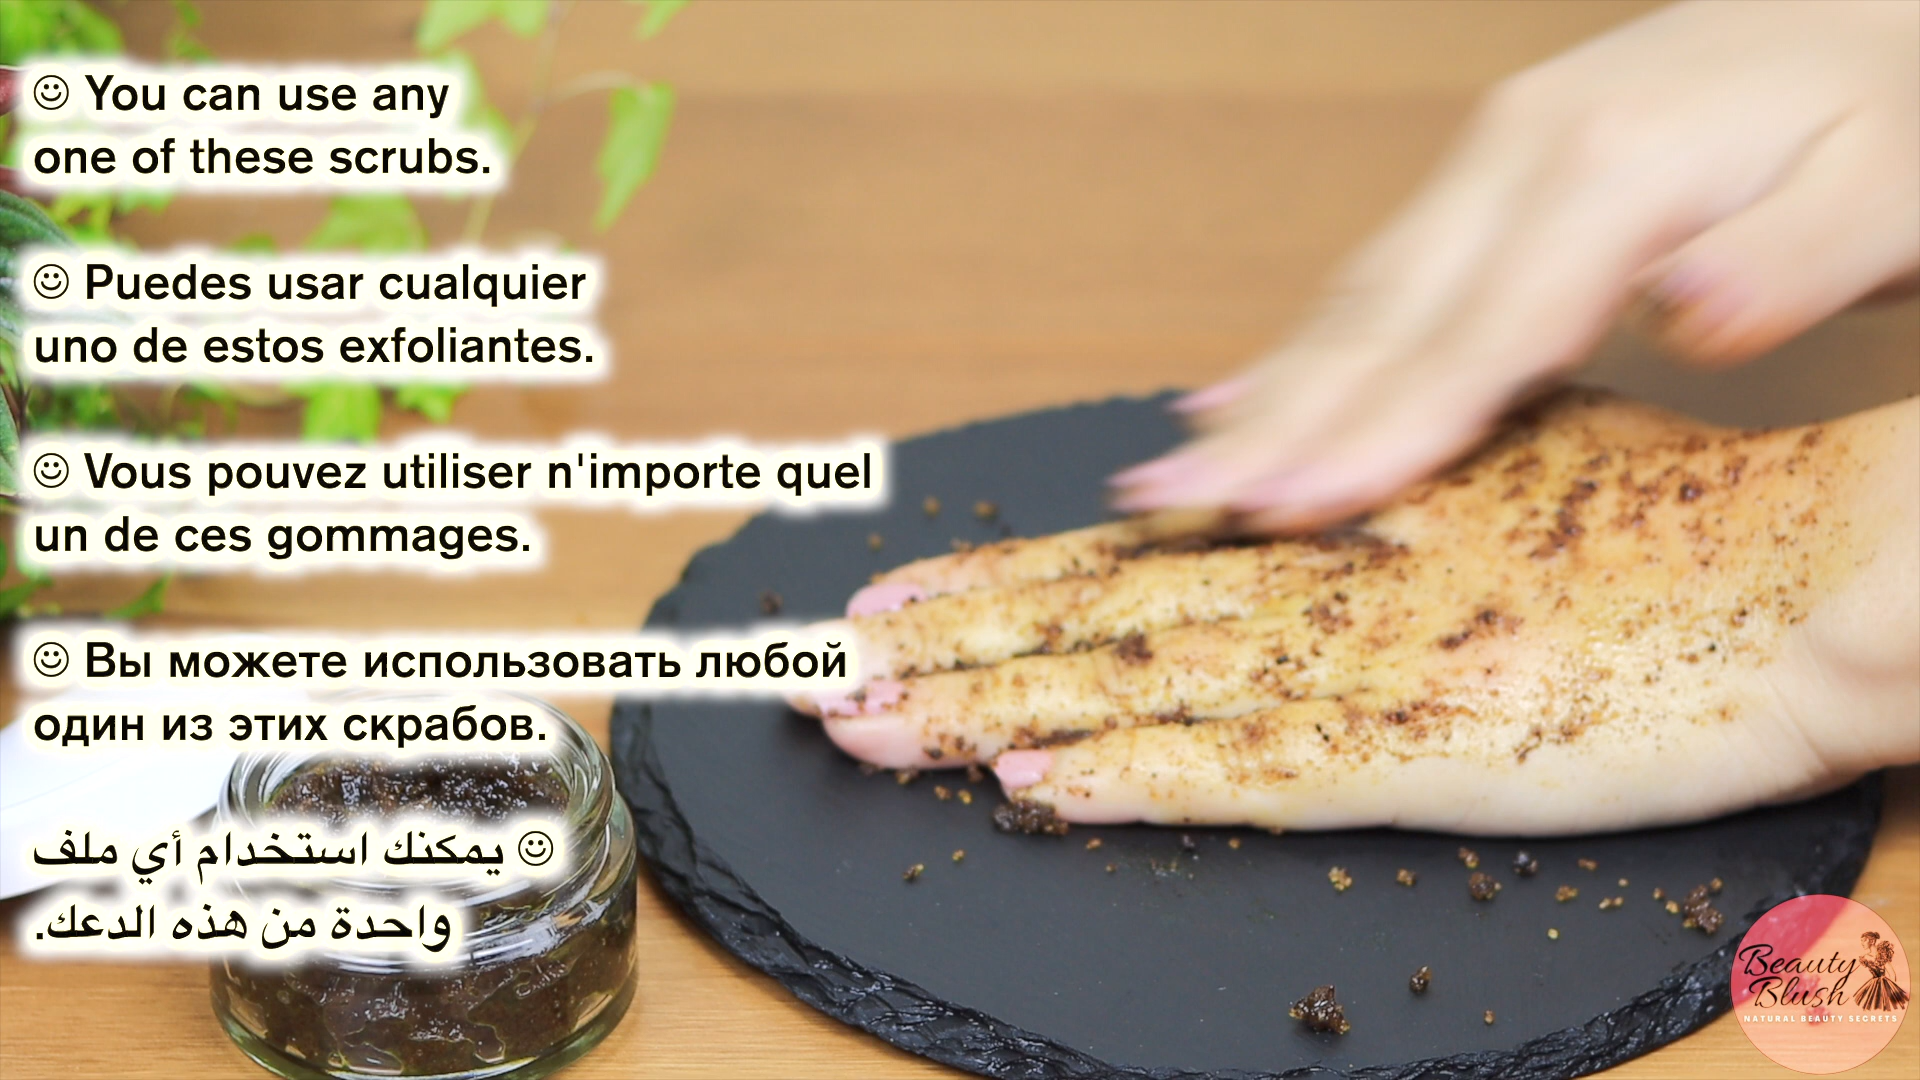 ☺ You can use any
one of these scrubs.
☺ Puedes usar cualquier
uno de estos exfoliantes.
☺ Vous pouvez utiliser n'importe quel
un de ces gommages.
☺ Вы можете использовать любой
один из этих скрабов.
☺ يمكنك استخدام أي ملف
واحدة من هذه الدعك.
Beauty
Blush
NATURAL BEAUTY SECRETS